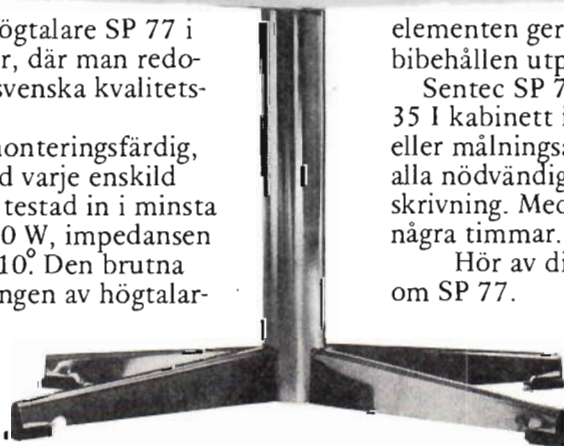 ögtalare SP 77 i
r, där man redo-
svenska kvalitets-
nonteringsfärdig,
d varje enskild
testad in i minsta
0 W, impedansen
10°. Den brutna
ngen av högtalar-
elementen ger
bibehållen utp
Sentec SP 7
35 I kabinett i
eller målningsa
alla nödvändig
skrivning. Med
några timmar.
Hör av di
om SP 77.